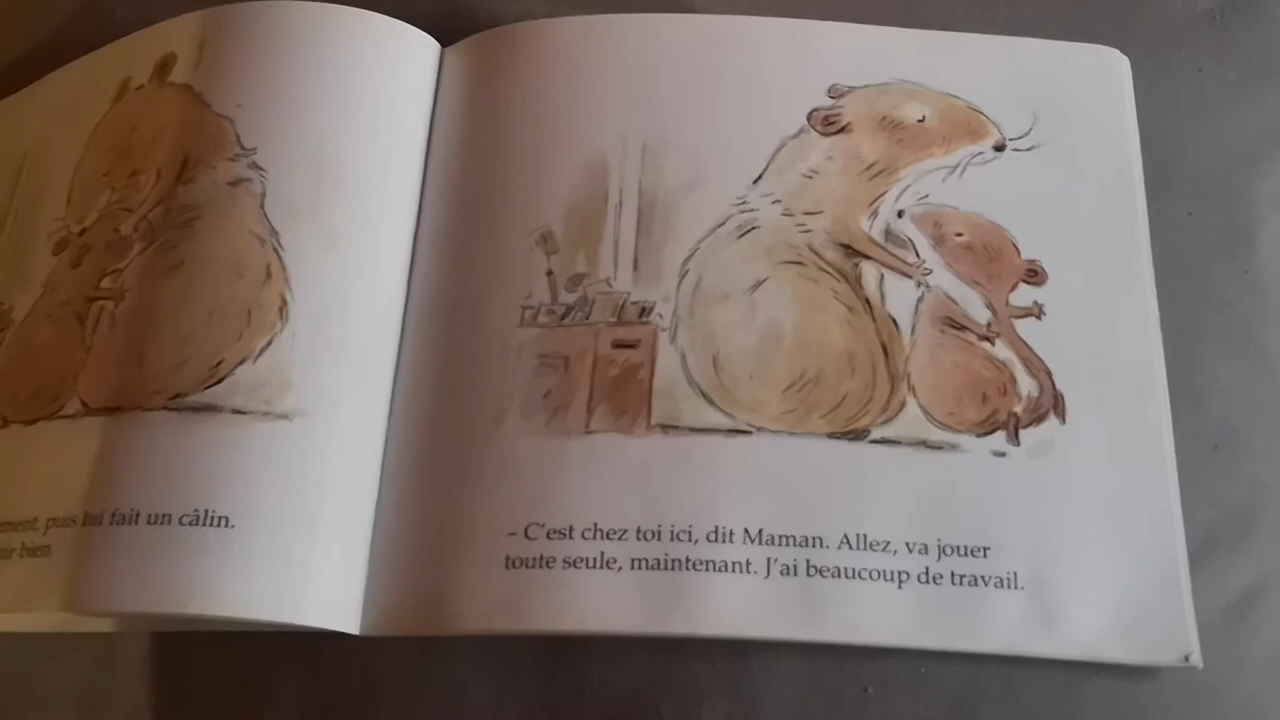 puis lui fait un câlin.
bien
– C'est chez toi ici, dit Maman. Allez, va jouer
toute seule, maintenant. J'ai beaucoup de travail.